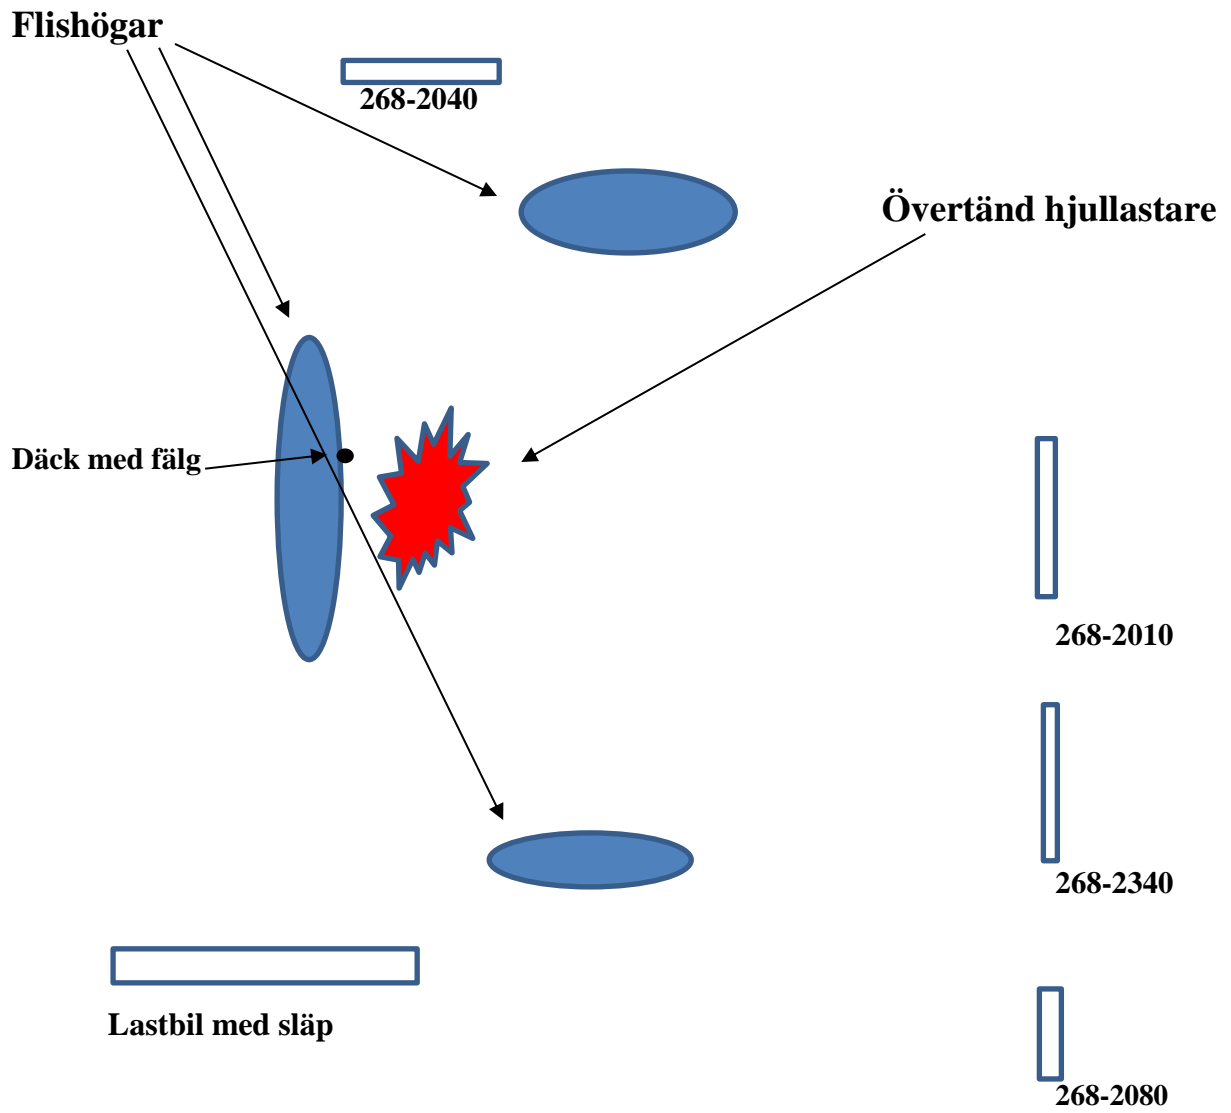 Flishögar
268-2040
Övertänd hjullastare
Däck med fälg
268-2010
268-2340
Lastbil med släp
268-2080